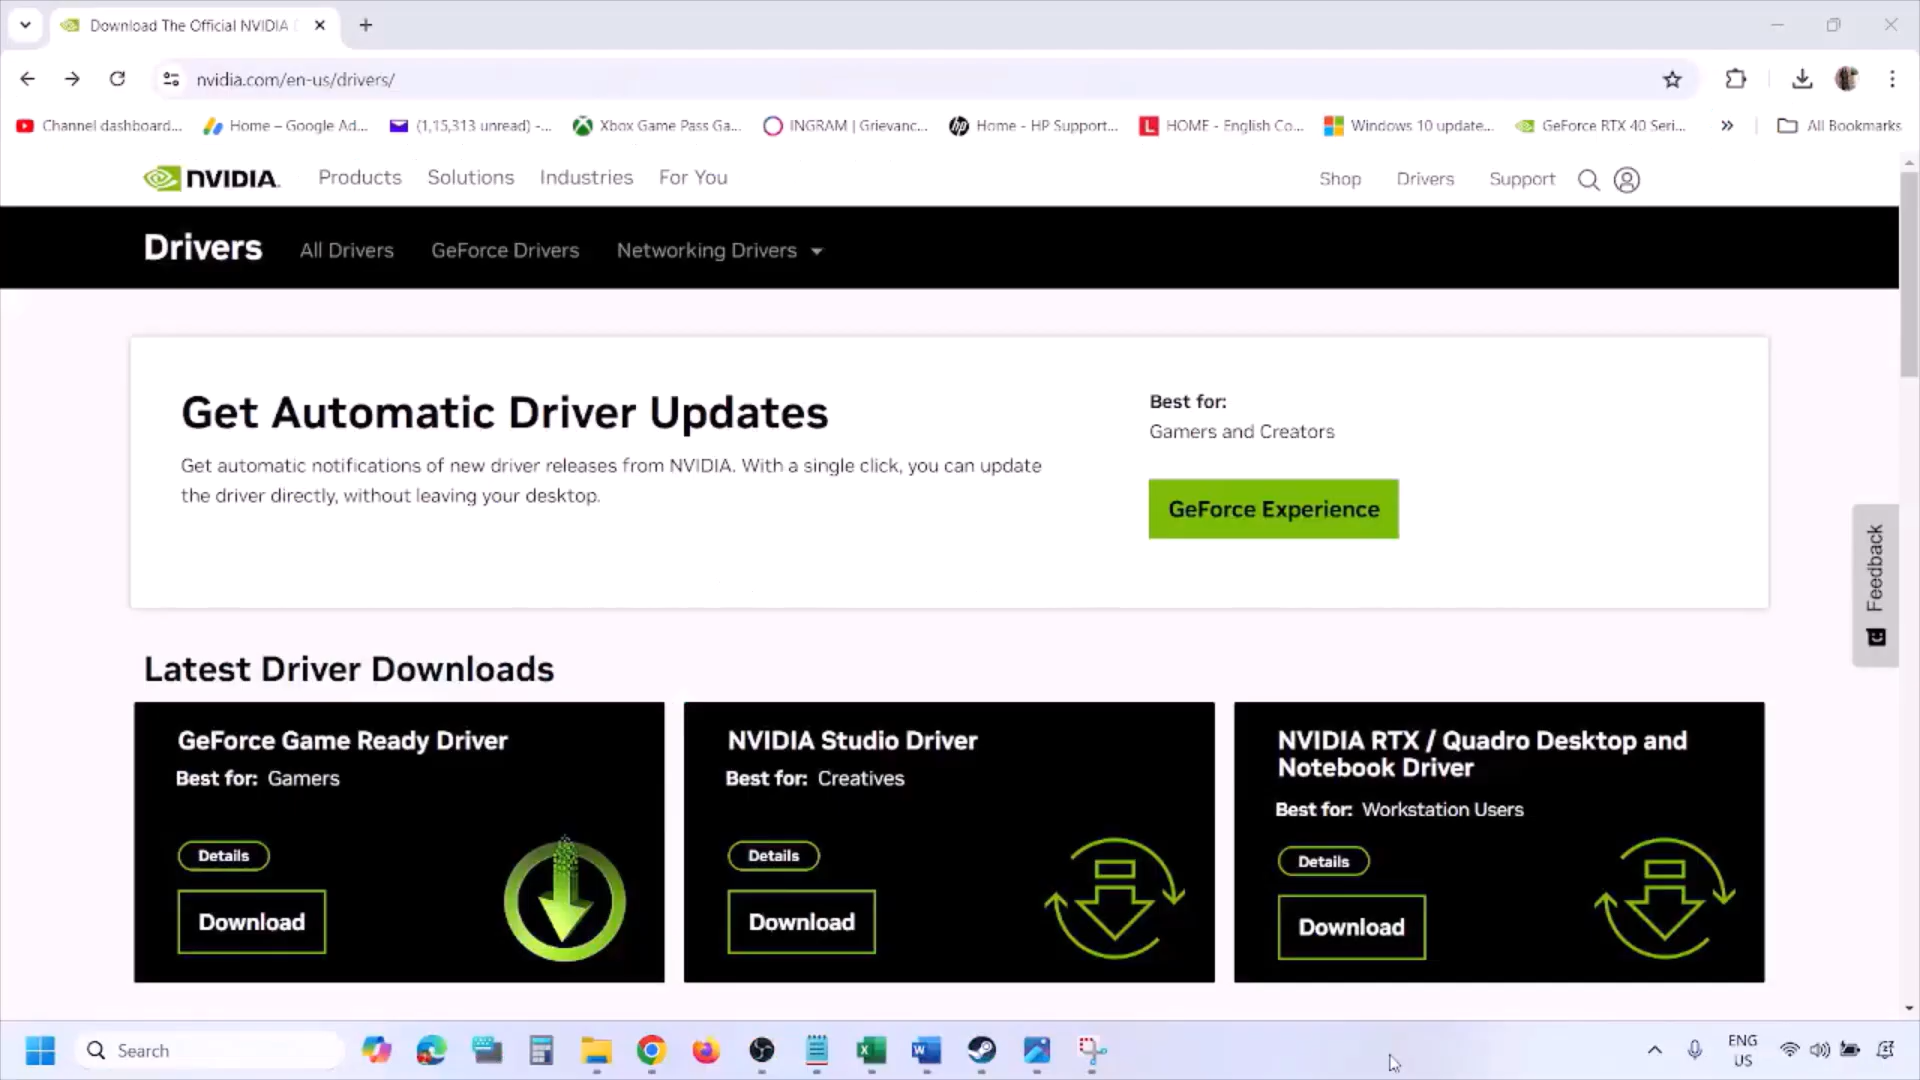 Download The Official NVIDIA
nvidia.com/en-us/drivers/
Channel dashboard...
Home – Google Ad...
(1,15,313 unread) -...
Xbox Game Pass Ga...
INGRAM | Grievanc...
Home - HP Support...
HOME - English Co...
Windows 10 update...
GeForce RTX 40 Seri...
All Bookmarks
NVIDIA.
Products
Solutions
Industries
For You
Shop
Drivers
Support
Drivers
All Drivers
GeForce Drivers
Networking Drivers
Get Automatic Driver Updates
Get automatic notifications of new driver releases from NVIDIA. With a single click, you can update
the driver directly, without leaving your desktop.
Best for:
Gamers and Creators
GeForce Experience
Feedback
Latest Driver Downloads
GeForce Game Ready Driver
Best for: Gamers
Details
Download
NVIDIA Studio Driver
Best for: Creatives
Details
Download
NVIDIA RTX / Quadro Desktop and
Notebook Driver
Best for: Workstation Users
Details
Download
Search
ENG
US